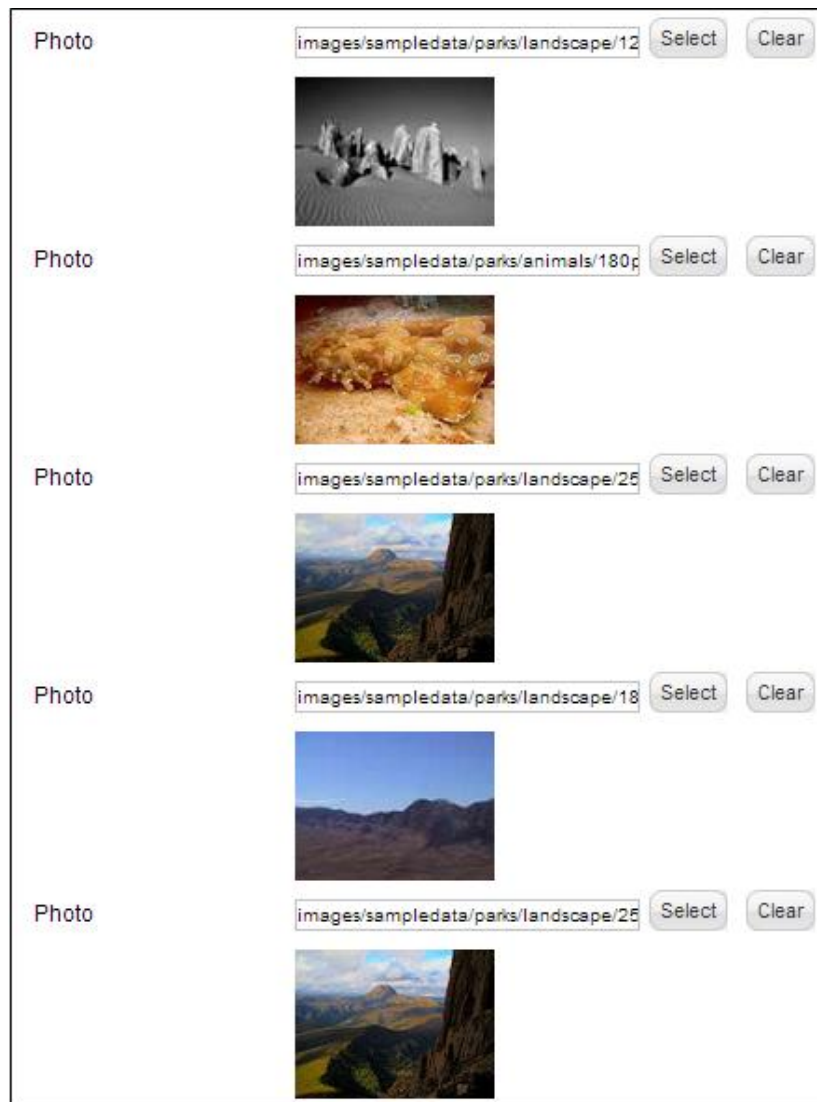 Photo images/sampledata/parks/landscape/12 Select Clear
Photo images/sampledata/parks/animals/180p Select Clear
Photo images/sampledata/parks/landscape/25 Select Clear
Photo images/sampledata/parks/landscape/18 Select Clear
Photo images/sampledata/parks/landscape/25 Select Clear